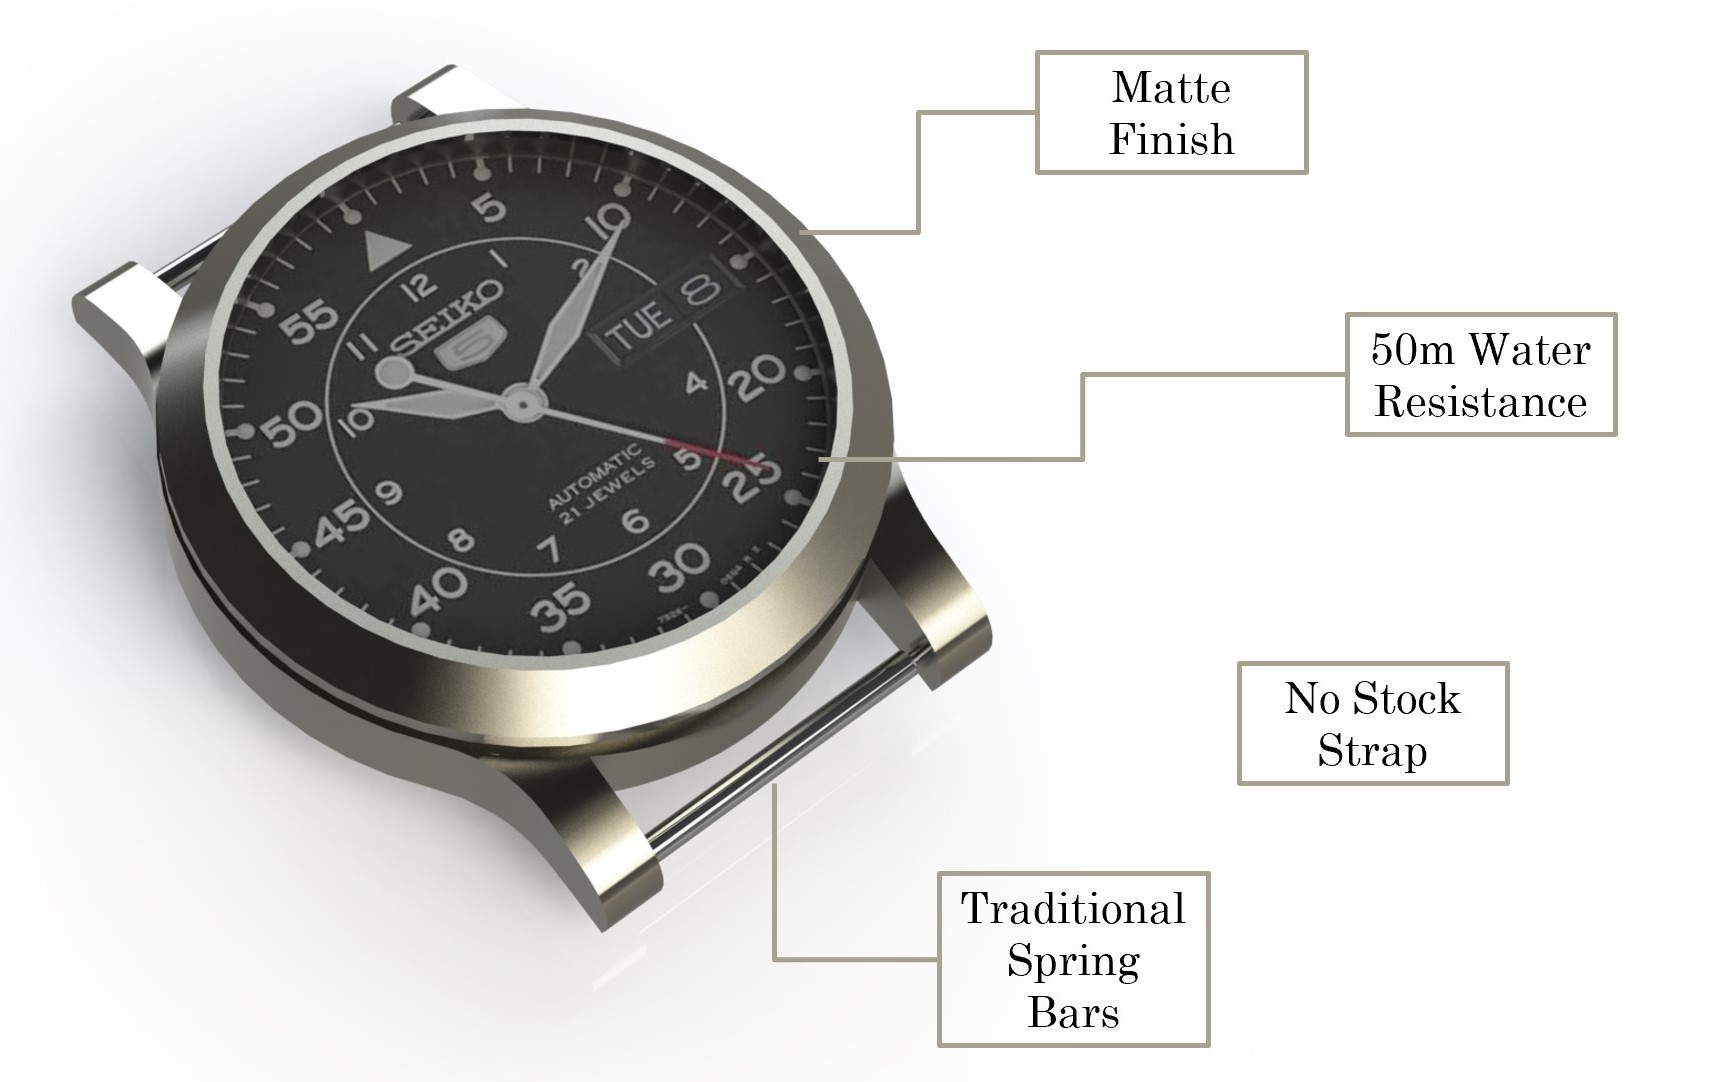 Matte
Finish
50m Water
Resistance
No Stock
Strap
Traditional
Spring
Bars
5
10
20
25
30
35
40
45
50
55
12
1
2
4
5
6
7
8
9
10
11
SEIKO
5
TUE 8
AUTOMATIC
21 JEWELS